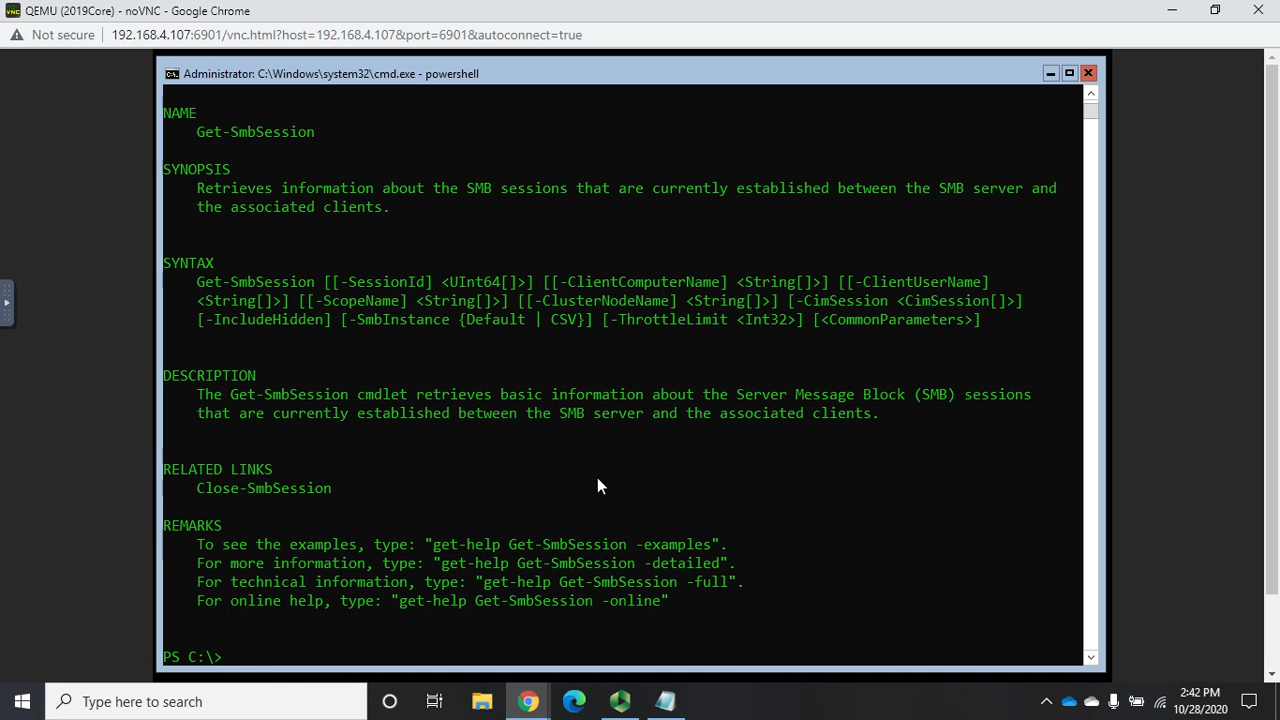 QEMU (2019Core) - noVNC - Google Chrome
Not secure
192.168.4.107:6901/vnc.html?host=192.168.4.107&port=6901&autoconnect=true
Administrator: C:\Windows\system32\cmd.exe - powershell
NAME
Get-SmbSession
SYNOPSIS
Retrieves information about the SMB sessions that are currently established between the SMB server and
the associated clients.
SYNTAX
Get-SmbSession [[-SessionId] <UInt64[]>] [[-ClientComputerName] <String[]>] [[-ClientUserName]
<String[]>] [[-ScopeName] <String[]>] [[-ClusterNodeName] <String[]>] [-CimSession <CimSession[]>]
[-IncludeHidden] [-SmbInstance {Default | CSV}] [-ThrottleLimit <Int32>] [<CommonParameters>]
DESCRIPTION
The Get-SmbSession cmdlet retrieves basic information about the Server Message Block (SMB) sessions
that are currently established between the SMB server and the associated clients.
RELATED LINKS
Close-SmbSession
REMARKS
To see the examples, type: "get-help Get-SmbSession -examples".
For more information, type: "get-help Get-SmbSession -detailed".
For technical information, type: "get-help Get-SmbSession -full".
For online help, type: "get-help Get-SmbSession -online"
PS C:\>
Type here to search
2:42 PM
10/28/2020